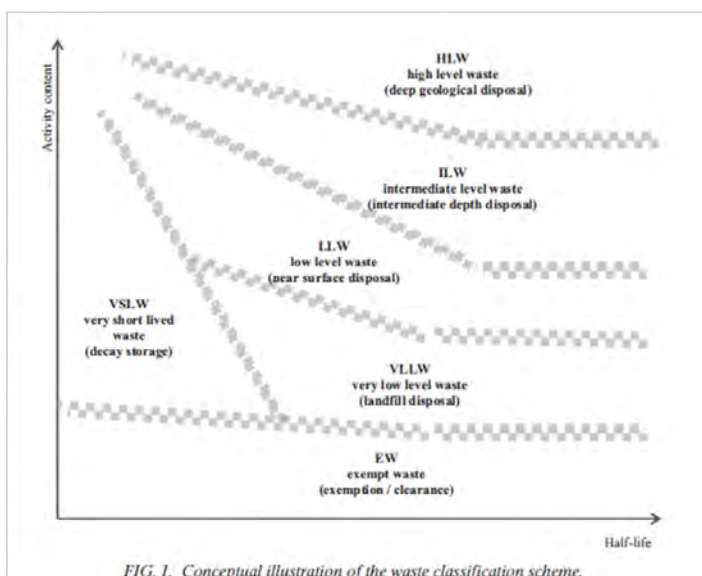 Activity content
HLW
high level waste
(deep geological disposal)
ILW
intermediate level waste
(intermediate depth disposal)
LLW
low level waste
(near surface disposal)
VSLW
very short lived
waste
(decay storage)
VLLW
very low level waste
(landfill disposal)
EW
exempt waste
(exemption / clearance)
Half-life
FIG. 1. Conceptual illustration of the waste classification scheme.